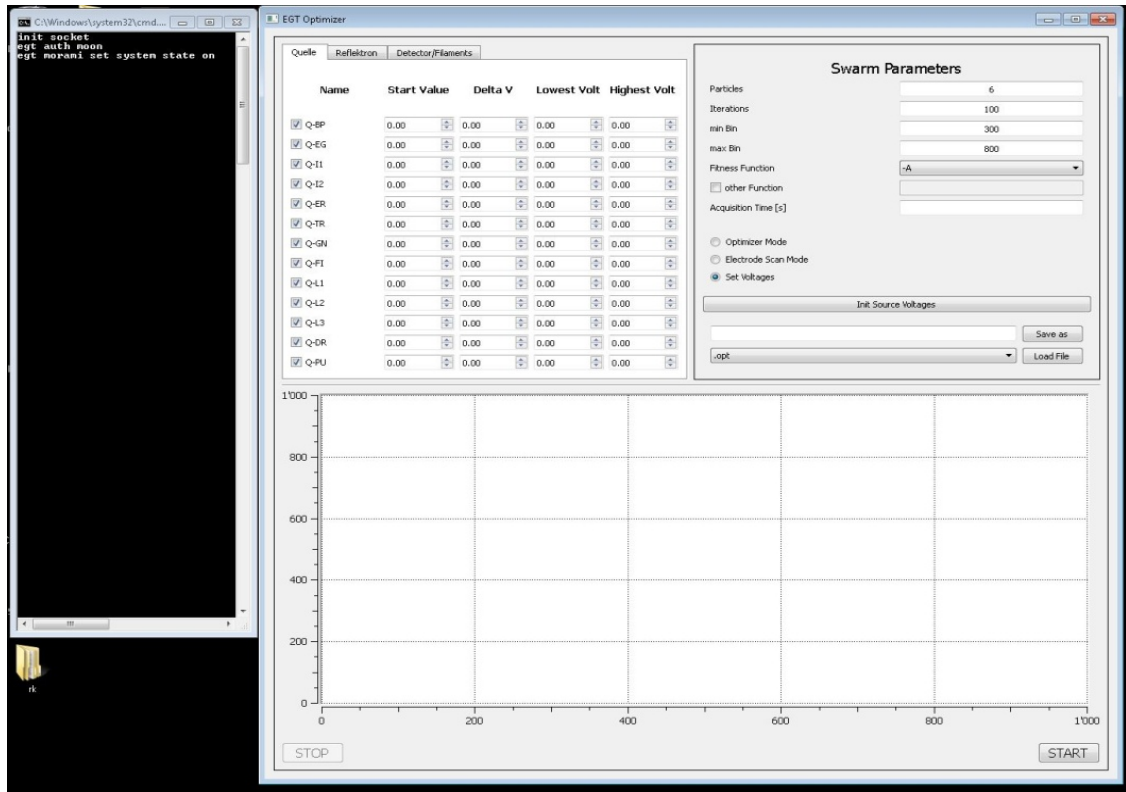 C:\Windows\system32\cmd....
init socket
egt auth moon
egt morami set system state on
rk
EGT Optimizer
Quelle Reflektron Detector/Filaments
Name Start Value Delta V Lowest Volt Highest Volt
Q-BP 0.00 0.00 0.00 0.00
Q-EG 0.00 0.00 0.00 0.00
Q-I1 0.00 0.00 0.00 0.00
Q-I2 0.00 0.00 0.00 0.00
Q-ER 0.00 0.00 0.00 0.00
Q-TR 0.00 0.00 0.00 0.00
Q-GN 0.00 0.00 0.00 0.00
Q-FI 0.00 0.00 0.00 0.00
Q-L1 0.00 0.00 0.00 0.00
Q-L2 0.00 0.00 0.00 0.00
Q-L3 0.00 0.00 0.00 0.00
Q-DR 0.00 0.00 0.00 0.00
Q-PU 0.00 0.00 0.00 0.00
Swarm Parameters
Particles 6
Iterations 100
min Bin 300
max Bin 800
Fitness Function -A
other Function
Acquisition Time [s]
Optimizer Mode
Electrode Scan Mode
Set Voltages
Init Source Voltages
Save as
.opt Load File
1'000
800
600
400
200
0
0 200 400 600 800 1'000
STOP START